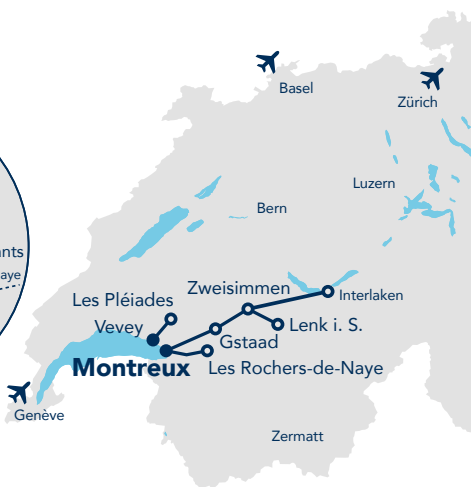 Basel
Zürich
Luzern
Bern
Zweisimmen
Interlaken
Les Pléiades
Vevey
Lenk i. S.
Gstaad
Montreux
Les Rochers-de-Naye
Genève
Zermatt